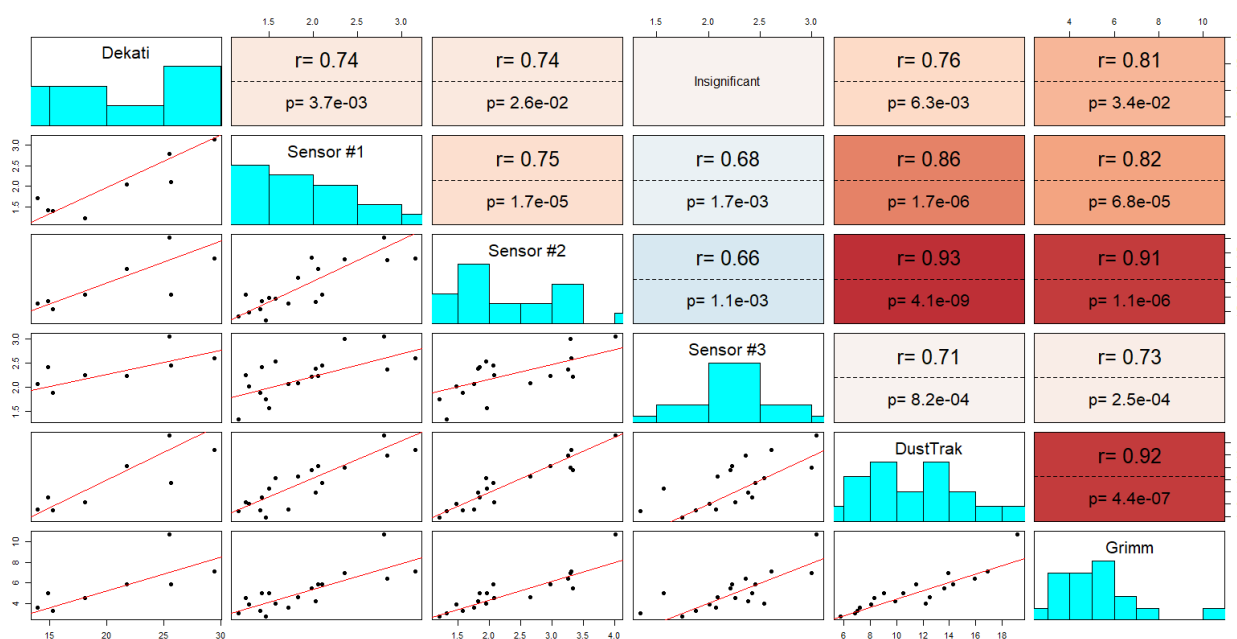 1.5 2.0 2.5 3.0 1.5 2.0 2.5 3.0 4 6 8 10
Dekati r= 0.74 r= 0.74 Insignificant r= 0.76 r= 0.81
p= 3.7e-03 p= 2.6e-02 p= 6.3e-03 p= 3.4e-02
1.5 2.0 2.5 3.0 Sensor #1 r= 0.75 r= 0.68 r= 0.86 r= 0.82
p= 1.7e-05 p= 1.7e-03 p= 1.7e-06 p= 6.8e-05
Sensor #2 r= 0.66 r= 0.93 r= 0.91
p= 1.1e-03 p= 4.1e-09 p= 1.1e-06
1.5 2.0 2.5 3.0 Sensor #3 r= 0.71 r= 0.73
p= 8.2e-04 p= 2.5e-04
DustTrak r= 0.92
p= 4.4e-07
4 6 8 10 Grimm
15 20 25 30 1.5 2.0 2.5 3.0 3.5 4.0 6 8 10 12 14 16 18